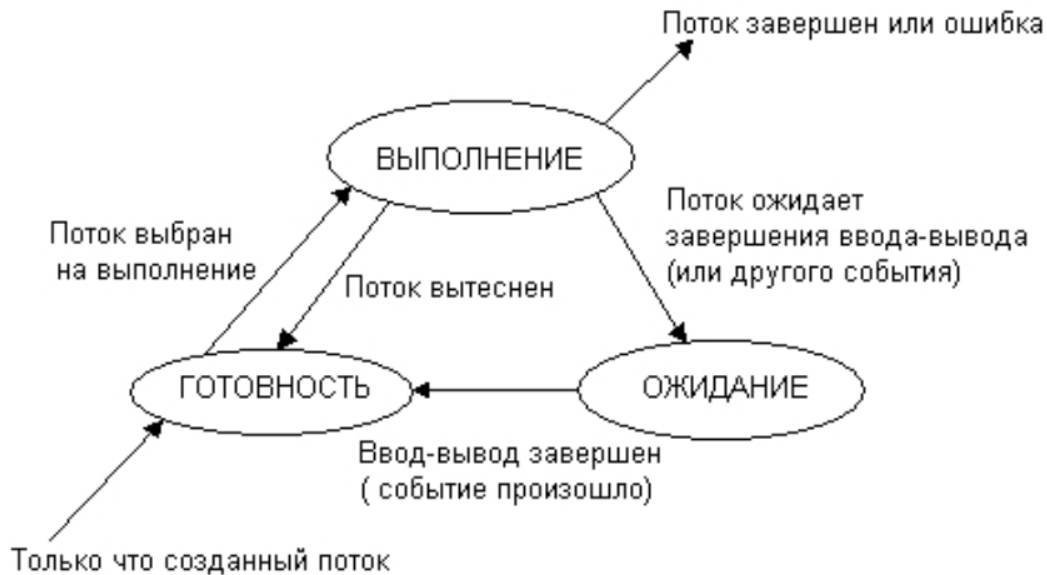 Поток завершен или ошибка
ВЫПОЛНЕНИЕ
Поток ожидает
завершения ввода-вывода
(или другого события)
Поток выбран
на выполнение
Поток вытеснен
ГОТОВНОСТЬ
ОЖИДАНИЕ
Ввод-вывод завершен
( событие произошло)
Только что созданный поток